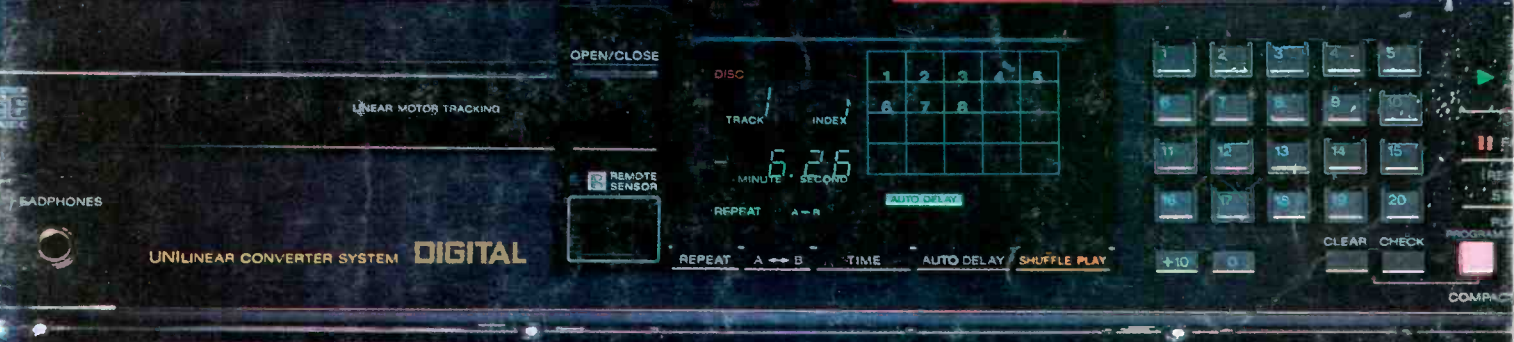 OPEN/CLOSE
LINEAR MOTOR TRACKING
REMOTE
SENSOR
HEADPHONES
UNILINEAR CONVERTER SYSTEM DIGITAL
DISC
1 1
TRACK INDEX
- 6.26
MINUTE SECOND
REPEAT A↔B
1 2 3 4 5
6 7 8
AUTO DELAY
REPEAT A ↔ B TIME AUTO DELAY SHUFFLE PLAY
1 2 3 4 5
6 7 8 9 10
11 12 13 14 15
16 17 18 19 20
CLEAR CHECK
+10 0
PROGRAM
COMPAC